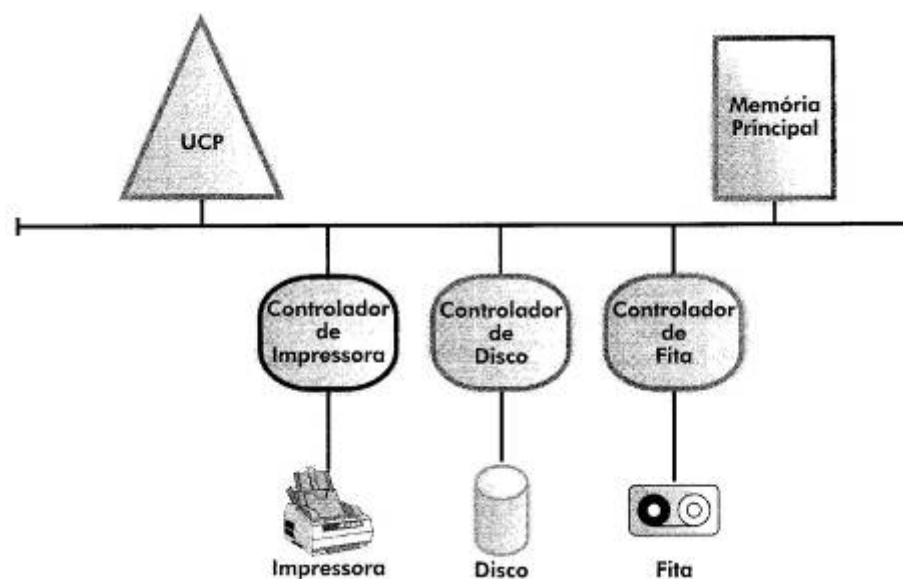 UCP
Memória
Principal
Controlador
de
Impressora
Controlador
de
Disco
Controlador
de
Fita
Impressora
Disco
Fita